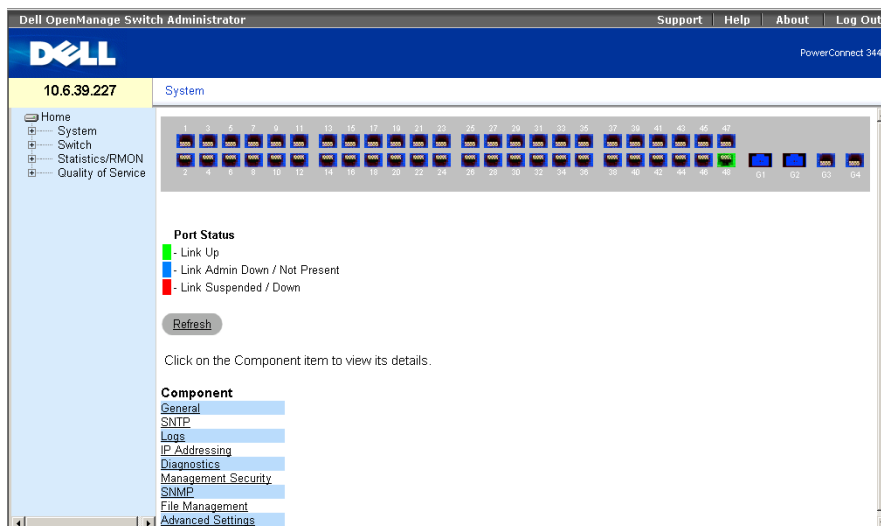 Dell OpenManage Switch Administrator Support Help About Log Out
DELL
PowerConnect 344
10.6.39.227
System
Home
System
Switch
Statistics/RMON
Quality of Service
1 3 5 7 9 11 13 15 17 19 21 23 25 27 29 31 33 35 37 39 41 43 45 47
2 4 6 8 10 12 14 16 18 20 22 24 26 28 30 32 34 36 38 40 42 44 46 48 G1 G2 G3 G4
Port Status
- Link Up
- Link Admin Down / Not Present
- Link Suspended / Down
Refresh
Click on the Component item to view its details.
Component
General
SNTP
Logs
IP Addressing
Diagnostics
Management Security
SNMP
File Management
Advanced Settings